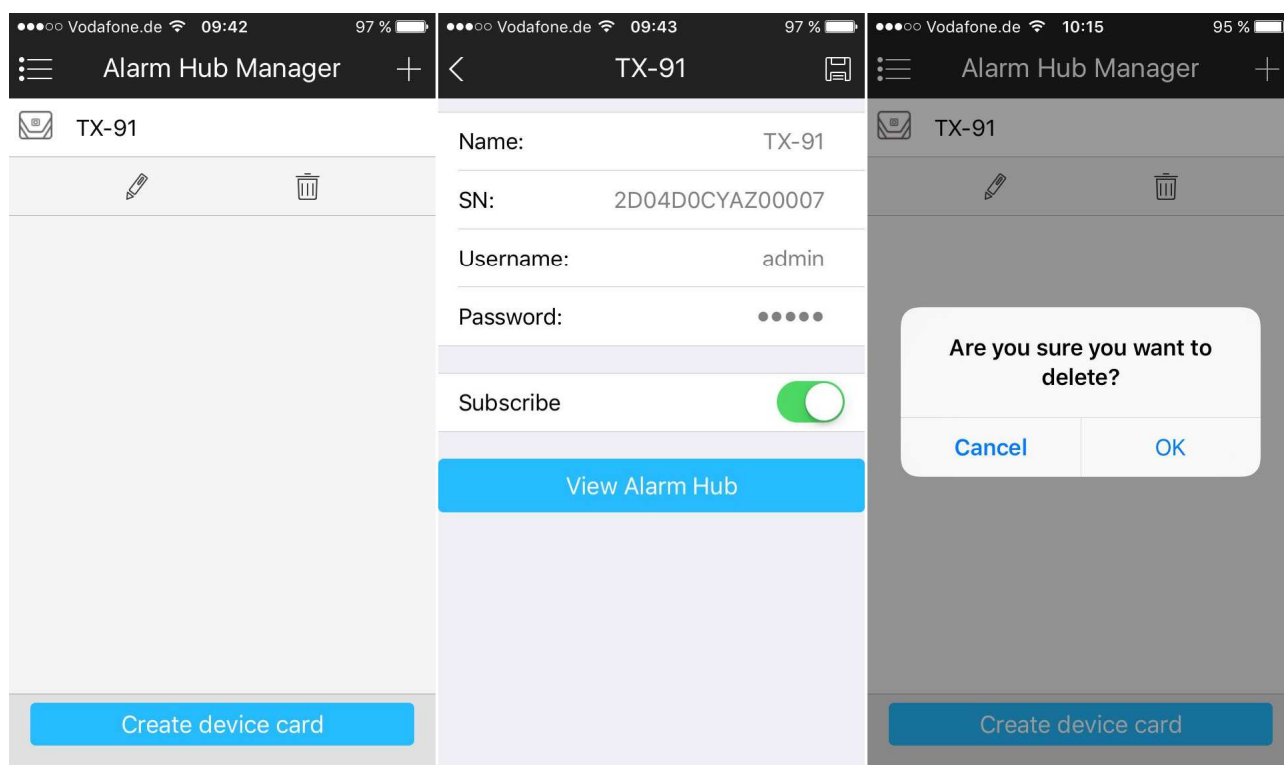 Vodafone.de 09:42 97 %
Alarm Hub Manager
TX-91
Create device card
Vodafone.de 09:43 97 %
TX-91
Name: TX-91
SN: 2D04D0CYAZ00007
Username: admin
Password: ●●●●●
Subscribe
View Alarm Hub
Vodafone.de 10:15 95 %
Alarm Hub Manager
TX-91
Are you sure you want to
delete?
Cancel OK
Create device card